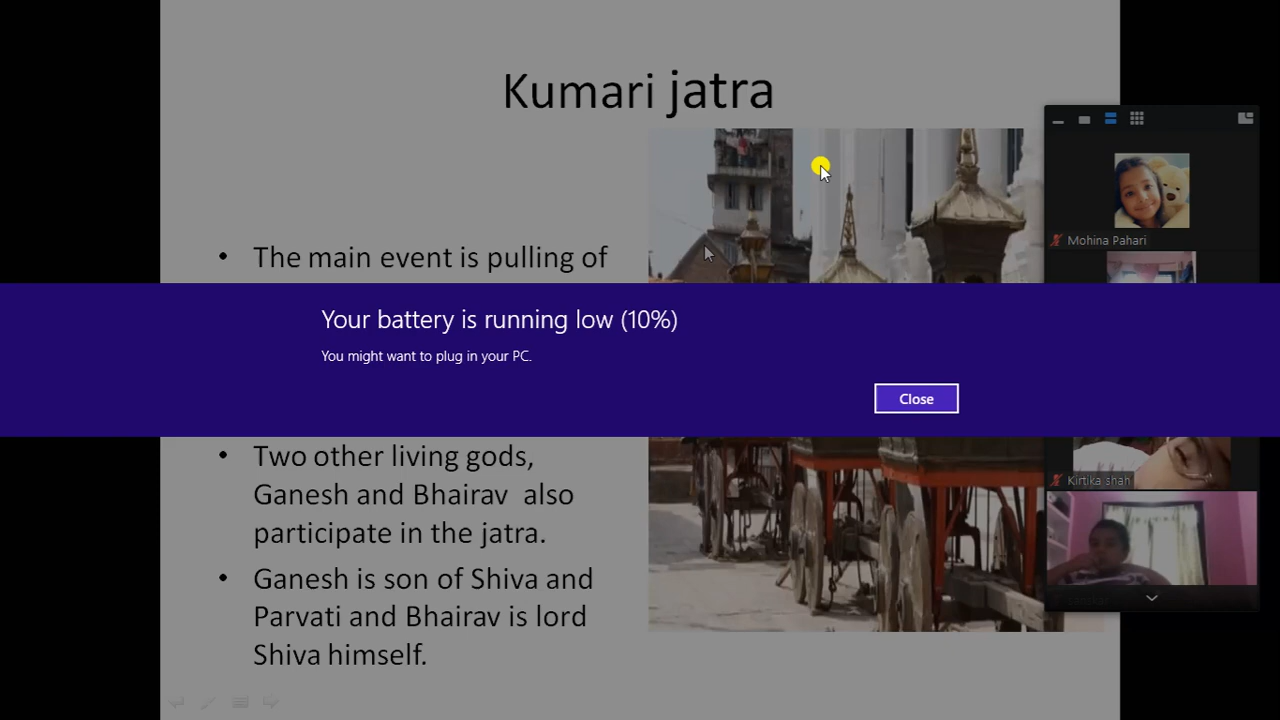 Kumari jatra
• The main event is pulling of
Your battery is running low (10%)
You might want to plug in your PC.
Close
• Two other living gods,
Ganesh and Bhairav also
participate in the jatra.
• Ganesh is son of Shiva and
Parvati and Bhairav is lord
Shiva himself.
Mohina Pahari
Kirtika shah